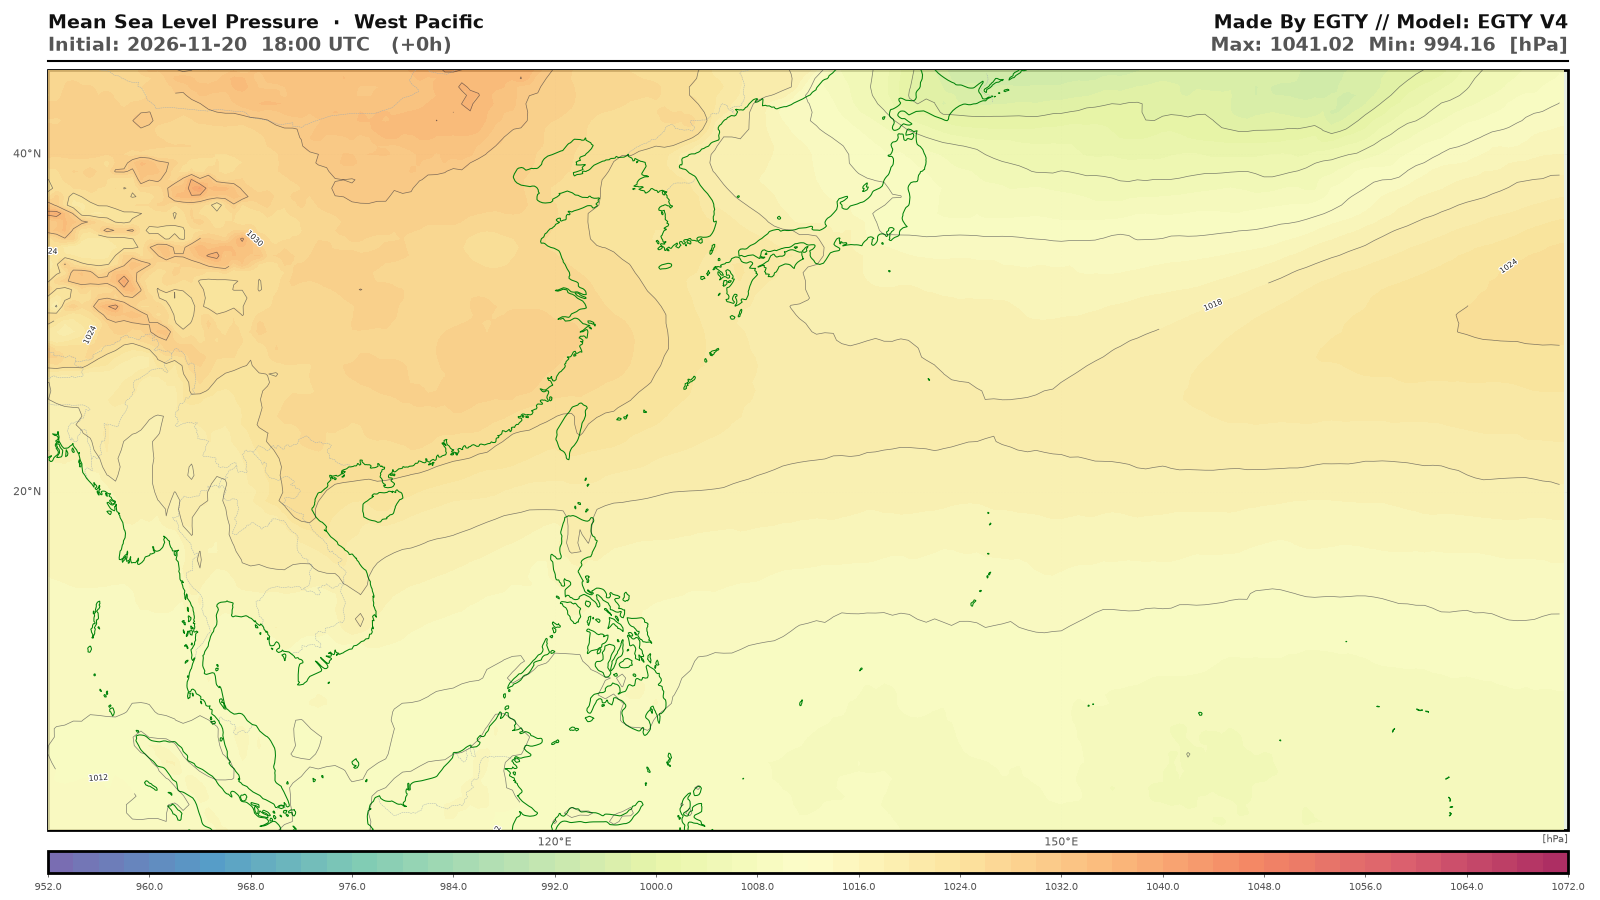 Mean Sea Level Pressure · West Pacific
Made By EGTY // Model: EGTY V4
Initial: 2026-11-20 18:00 UTC (+0h)
Max: 1041.02 Min: 994.16 [hPa]
40°N
1030
24
1024
1018
1024
20°N
1012
2
120°E
150°E
[hPa]
952.0
960.0
968.0
976.0
984.0
992.0
1000.0
1008.0
1016.0
1024.0
1032.0
1040.0
1048.0
1056.0
1064.0
1072.0